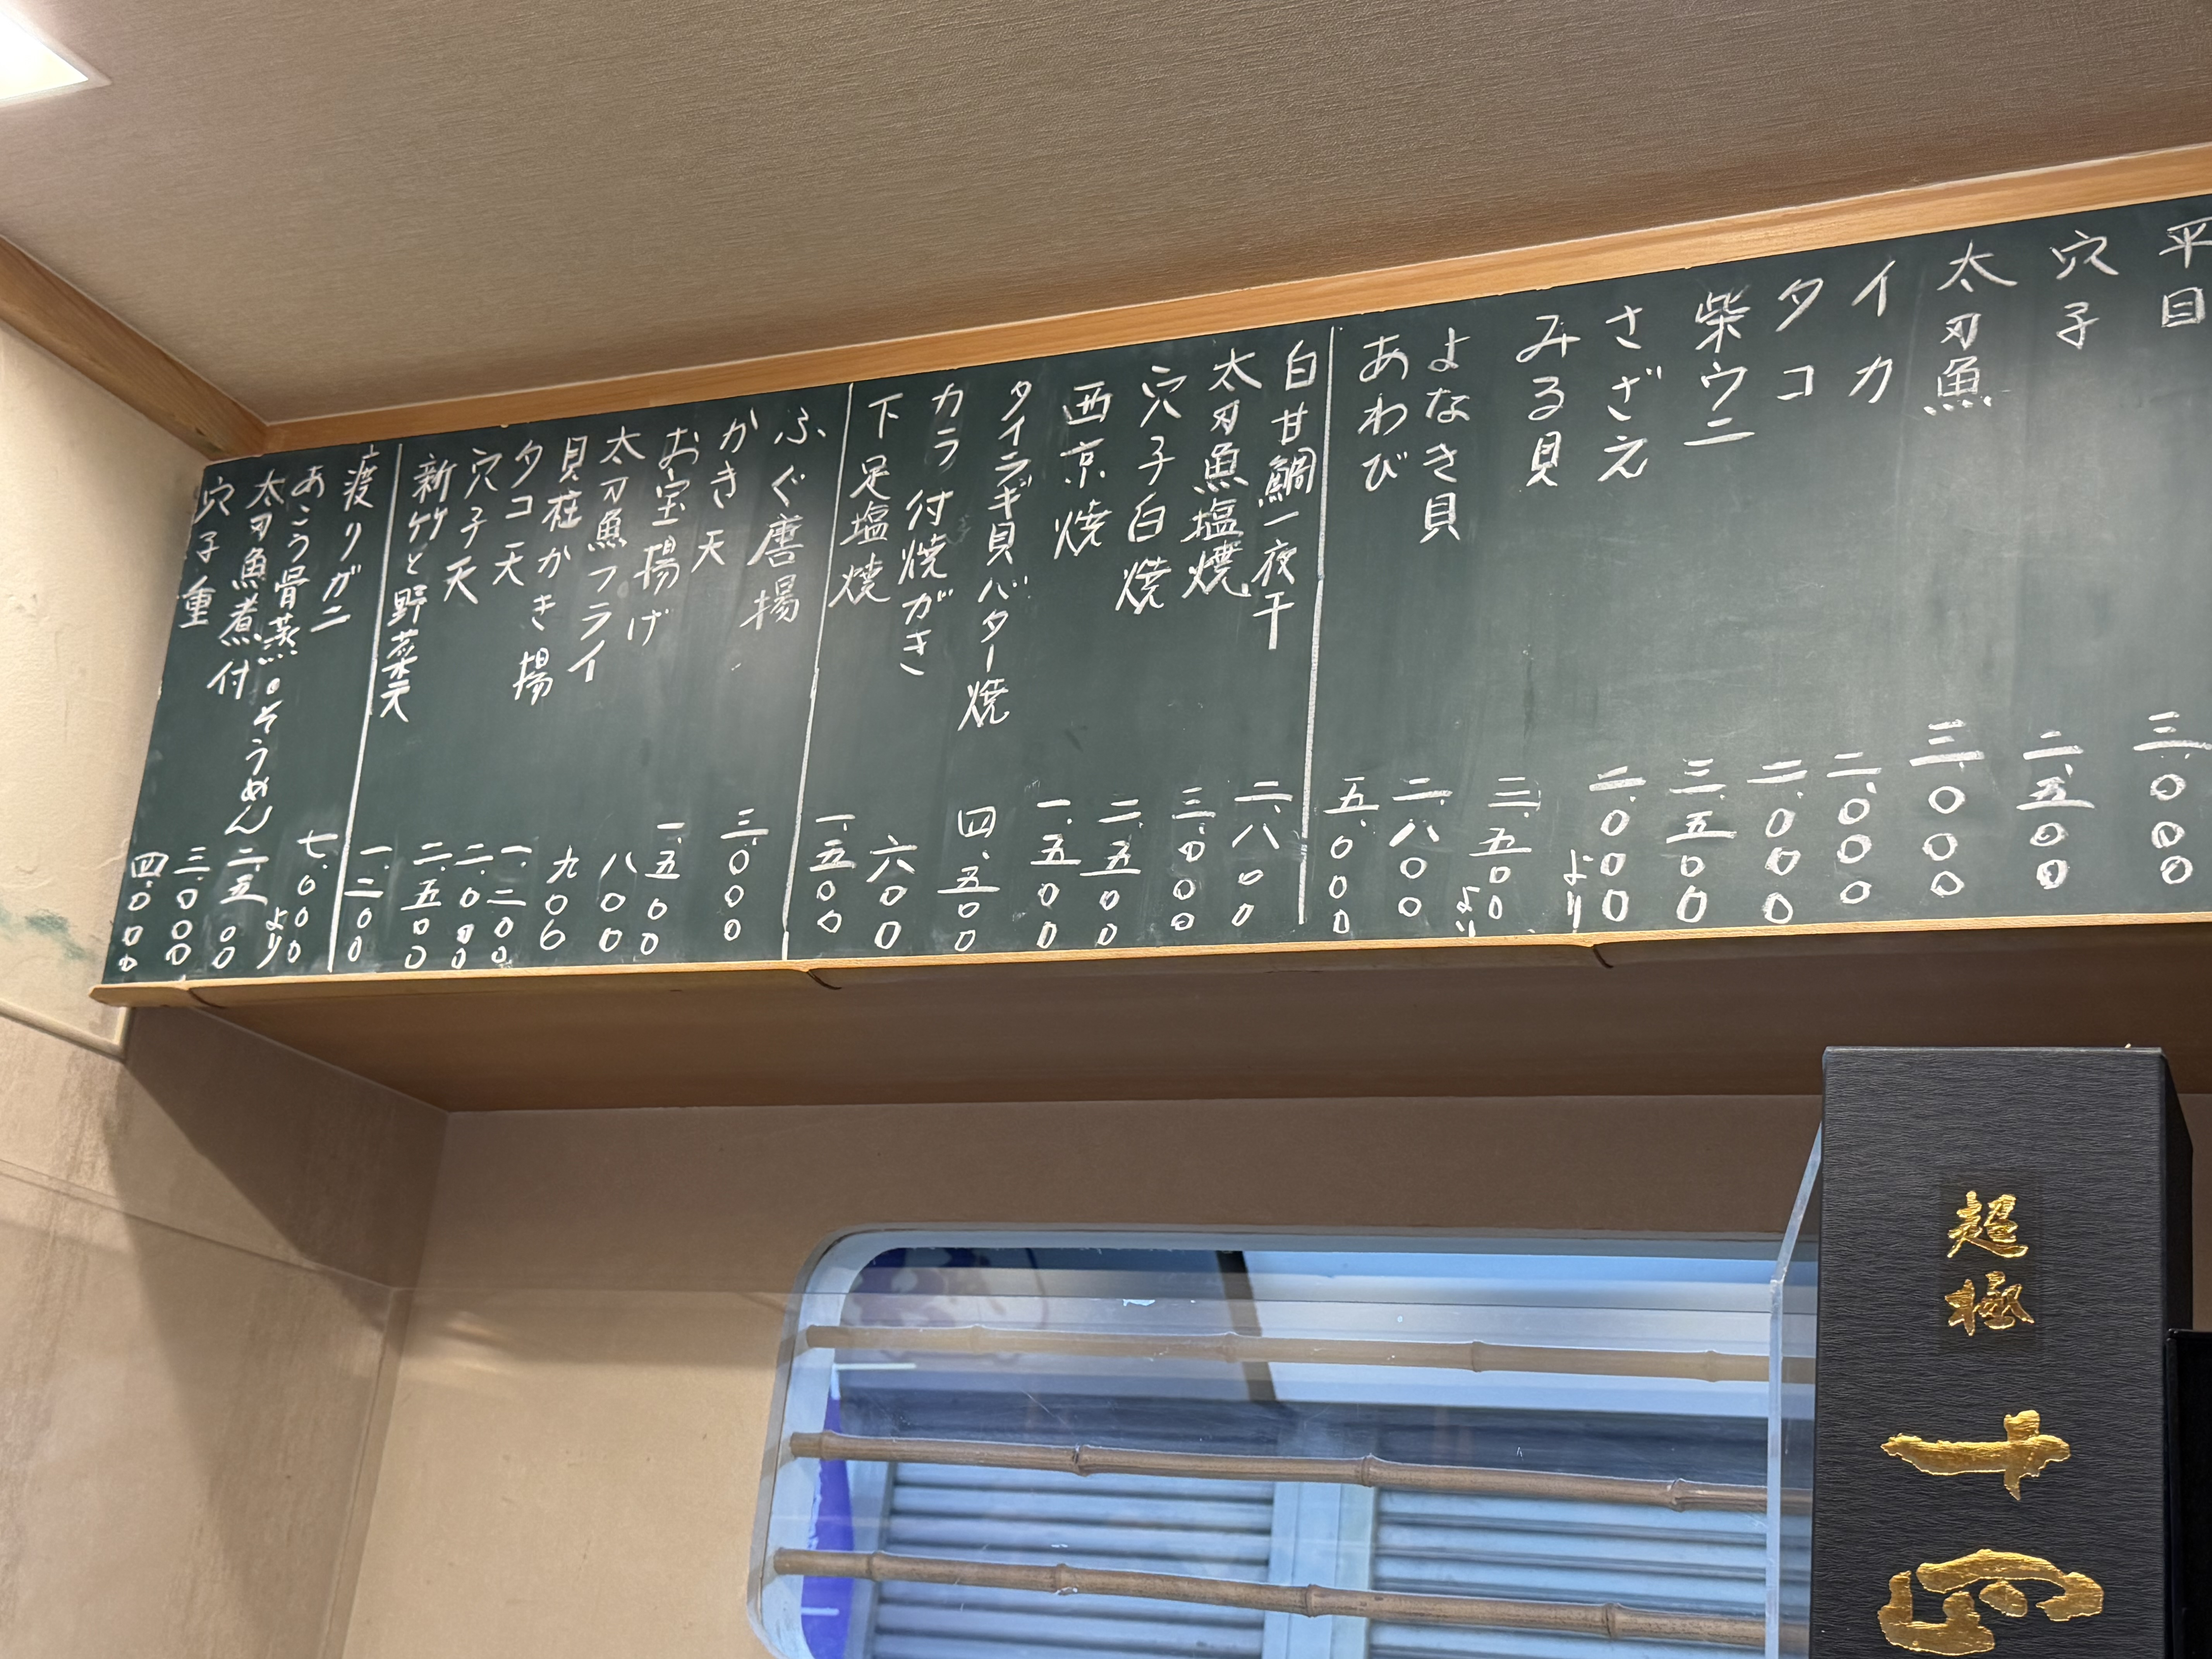 平目 三、〇〇〇
穴子 二、五〇〇
太刃魚 三、〇〇〇
イカ 二、〇〇〇
タコ 二、〇〇〇
柴ウニ 三、五〇〇
さざえ 二、〇〇〇より
みる貝 三、五〇〇より
よなき貝 二、八〇〇
あわび 五、〇〇〇
白甘鯛一夜干 二、八〇〇
太刃魚塩焼 三、〇〇〇
穴子白焼 二、五〇〇
西京焼 一、五〇〇
タイラギ貝バター焼 四、五〇〇
カラ付焼がき 六〇〇
下足塩焼 一、五〇〇
ふぐ唐揚 三、〇〇〇
かき天 一、五〇〇
お宝揚げ 八〇〇
太刀魚フライ 九〇〇
貝柱かき揚 一、二〇〇
タコ天 二、〇〇〇
穴子天 二、五〇〇
新竹と野菜天 一、二〇〇
渡りガニ 七、〇〇〇より
あこう骨蒸。そうめん 二、五〇〇
太刃魚煮付 三、〇〇〇
穴子重 四、〇〇〇
超極
十四